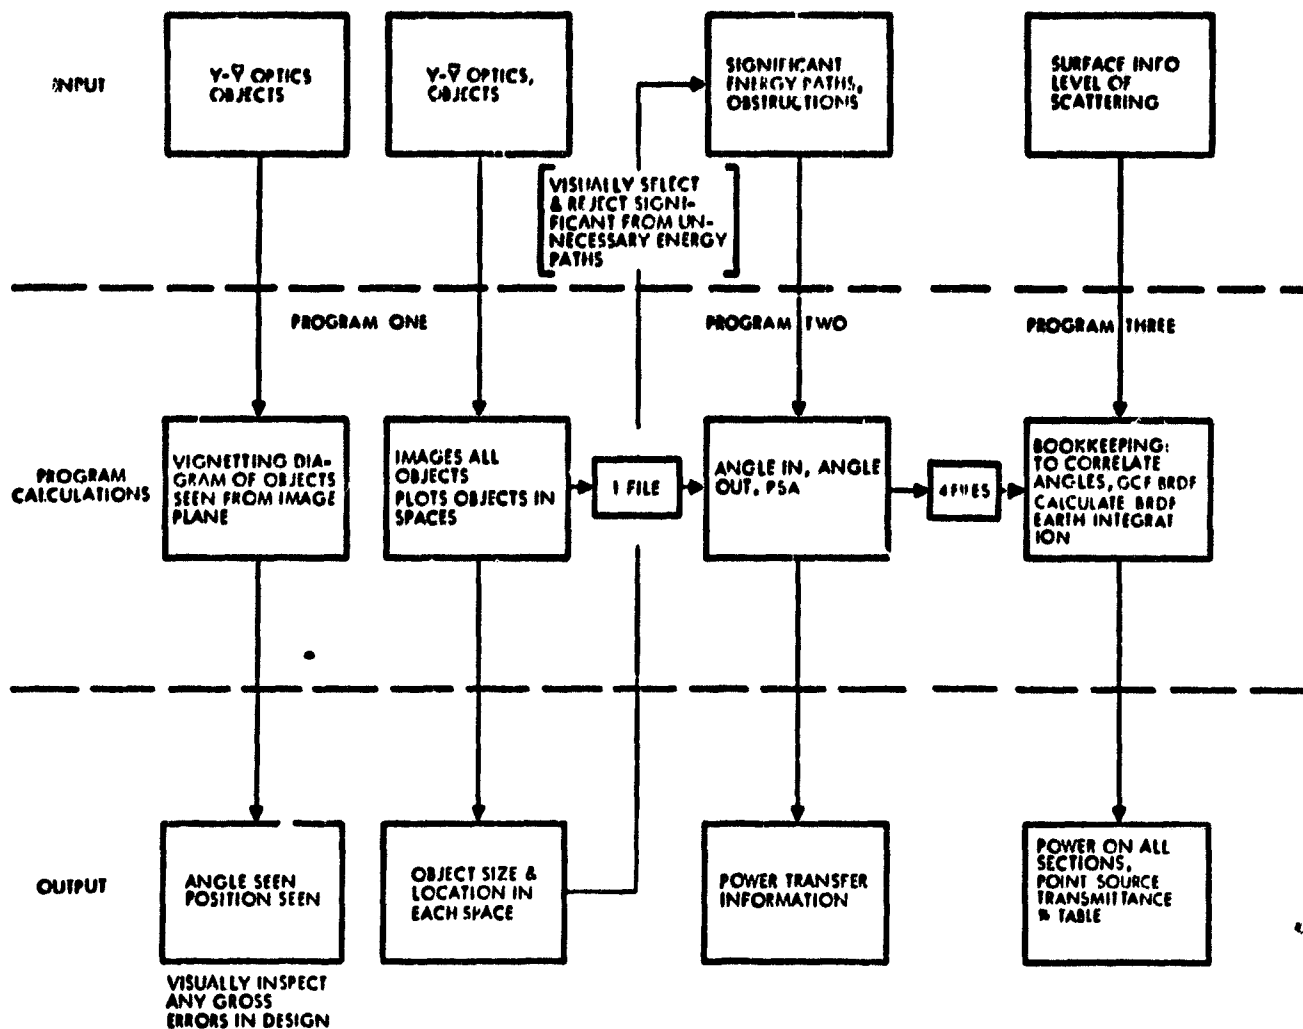 INPUT
Y-Ȳ OPTICS
OBJECTS
Y-Ȳ OPTICS,
OBJECTS
SIGNIFICANT
ENERGY PATHS,
OBSTRUCTIONS
SURFACE INFO
LEVEL OF
SCATTERING
VISUALLY SELECT
& REJECT SIGNI-
FICANT FROM UN-
NECESSARY ENERGY
PATHS
PROGRAM ONE
PROGRAM TWO
PROGRAM THREE
PROGRAM
CALCULATIONS
VIGNETTING DIA-
GRAM OF OBJECTS
SEEN FROM IMAGE
PLANE
IMAGES ALL
OBJECTS
PLOTS OBJECTS IN
SPACES
1 FILE
ANGLE IN, ANGLE
OUT, PSA
4 FILES
BOOKKEEPING:
TO CORRELATE
ANGLES, GCF BRDF
CALCULATE BRDF
EARTH INTEGRAT
ION
OUTPUT
ANGLE SEEN
POSITION SEEN
OBJECT SIZE &
LOCATION IN
EACH SPACE
POWER TRANSFER
INFORMATION
POWER ON ALL
SECTIONS,
POINT SOURCE
TRANSMITTANCE
% TABLE
VISUALLY INSPECT
ANY GROSS
ERRORS IN DESIGN